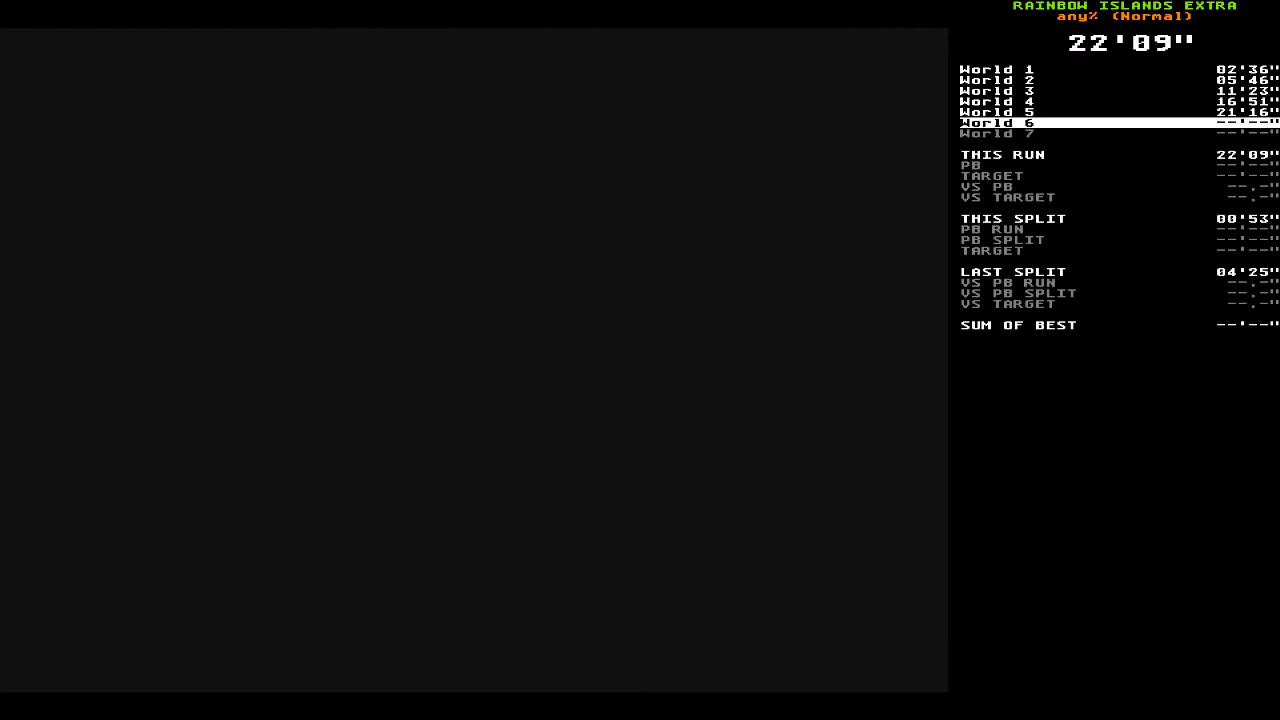 RAINBOW ISLANDS EXTRA
any% (Normal)
22'09"
World 1 02'36"
World 2 05'46"
World 3 11'23"
World 4 16'51"
World 5 21'16"
World 6 --'--"
World 7 --'--"
THIS RUN 22'09"
PB --'--"
TARGET --'--"
VS PB --.-"
VS TARGET --.-"
THIS SPLIT 00'53"
PB RUN --'--"
PB SPLIT --'--"
TARGET --'--"
LAST SPLIT 04'25"
VS PB RUN --.-"
VS PB SPLIT --.-"
VS TARGET --.-"
SUM OF BEST --'--"